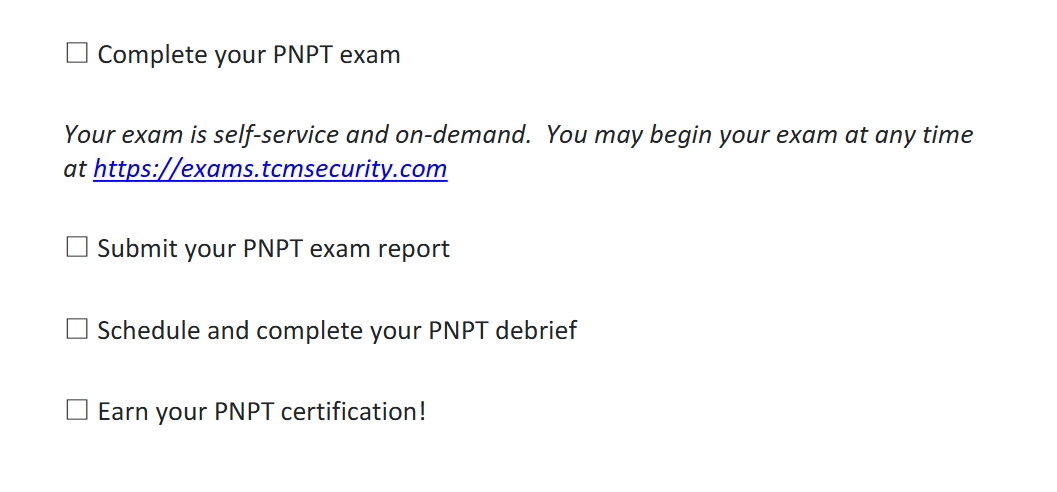 ☐ Complete your PNPT exam
Your exam is self-service and on-demand.  You may begin your exam at any time
at https://exams.tcmsecurity.com
☐ Submit your PNPT exam report
☐ Schedule and complete your PNPT debrief
☐ Earn your PNPT certification!